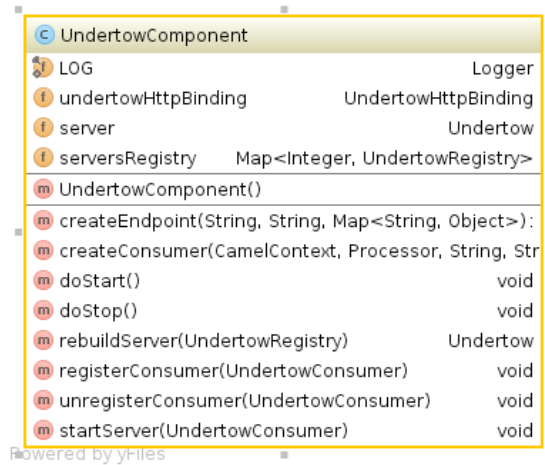 C UndertowComponent
f LOG Logger
f undertowHttpBinding UndertowHttpBinding
f server Undertow
f serversRegistry Map<Integer, UndertowRegistry>
m UndertowComponent()
m createEndpoint(String, String, Map<String, Object>):
m createConsumer(CamelContext, Processor, String, Str
m doStart() void
m doStop() void
m rebuildServer(UndertowRegistry) Undertow
m registerConsumer(UndertowConsumer) void
m unregisterConsumer(UndertowConsumer) void
m startServer(UndertowConsumer) void
Powered by yFiles